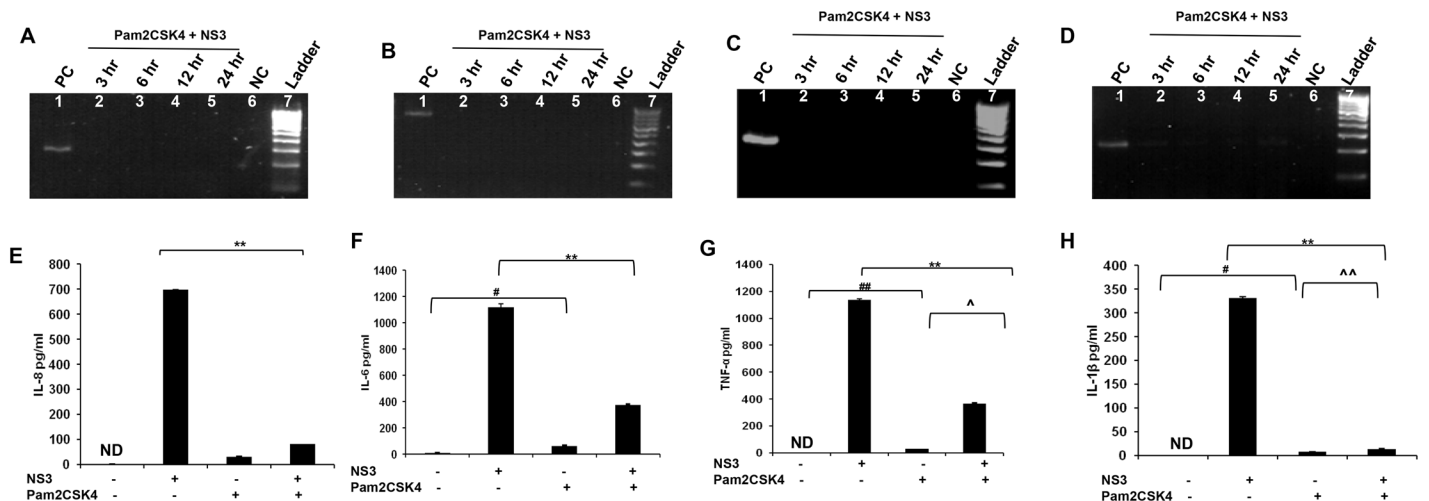 A
Pam2CSK4 + NS3
PC 3 hr 6 hr 12 hr 24 hr NC Ladder
1 2 3 4 5 6 7
B
Pam2CSK4 + NS3
PC 3 hr 6 hr 12 hr 24 hr NC Ladder
1 2 3 4 5 6 7
C
Pam2CSK4 + NS3
PC 3 hr 6 hr 12 hr 24 hr NC Ladder
1 2 3 4 5 6 7
D
Pam2CSK4 + NS3
PC 3 hr 6 hr 12 hr 24 hr NC Ladder
1 2 3 4 5 6 7
E
**
IL-8 pg/ml
800
700
600
500
400
300
200
100
0
ND
NS3 - + - +
Pam2CSK4 - - + +
F
**
#
IL-6 pg/ml
1400
1200
1000
800
600
400
200
0
NS3 - + - +
Pam2CSK4 - - + +
G
**
##
^
TNF-α pg/ml
1400
1200
1000
800
600
400
200
0
ND
NS3 - + - +
Pam2CSK4 - - + +
H
**
#
^^
IL-1β pg/ml
400
350
300
250
200
150
100
50
0
ND
NS3 - + - +
Pam2CSK4 - - + +